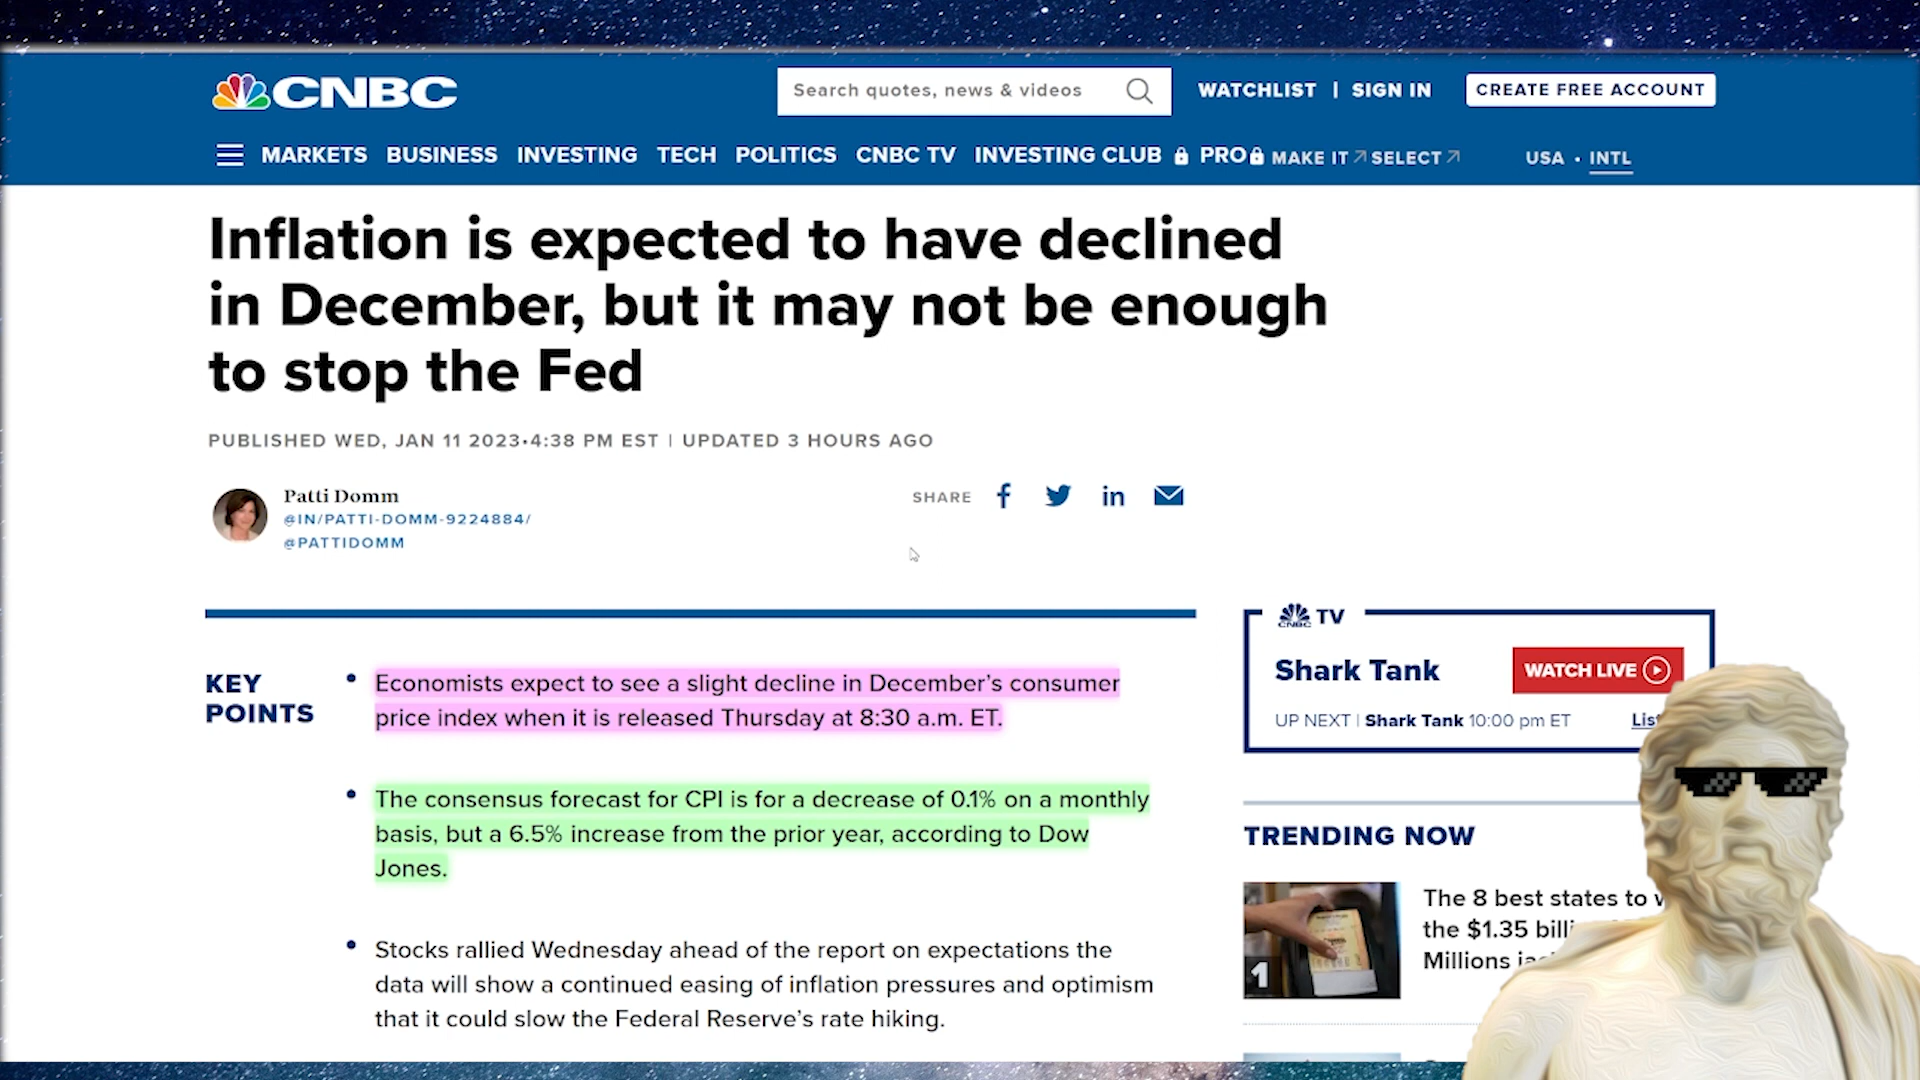 CNBC
Search quotes, news & videos
WATCHLIST | SIGN IN
CREATE FREE ACCOUNT
MARKETS BUSINESS INVESTING TECH POLITICS CNBC TV INVESTING CLUB PRO MAKE IT SELECT USA • INTL
Inflation is expected to have declined
in December, but it may not be enough
to stop the Fed
PUBLISHED WED, JAN 11 2023•4:38 PM EST | UPDATED 3 HOURS AGO
Patti Domm
@IN/PATTI-DOMM-9224884/
@PATTIDOMM
SHARE
KEY
POINTS
• Economists expect to see a slight decline in December’s consumer
price index when it is released Thursday at 8:30 a.m. ET.
• The consensus forecast for CPI is for a decrease of 0.1% on a monthly
basis, but a 6.5% increase from the prior year, according to Dow
Jones.
• Stocks rallied Wednesday ahead of the report on expectations the
data will show a continued easing of inflation pressures and optimism
that it could slow the Federal Reserve’s rate hiking.
CNBC TV
Shark Tank
WATCH LIVE
UP NEXT | Shark Tank 10:00 pm ET
TRENDING NOW
1
The 8 best states to
the $1.35
Millions